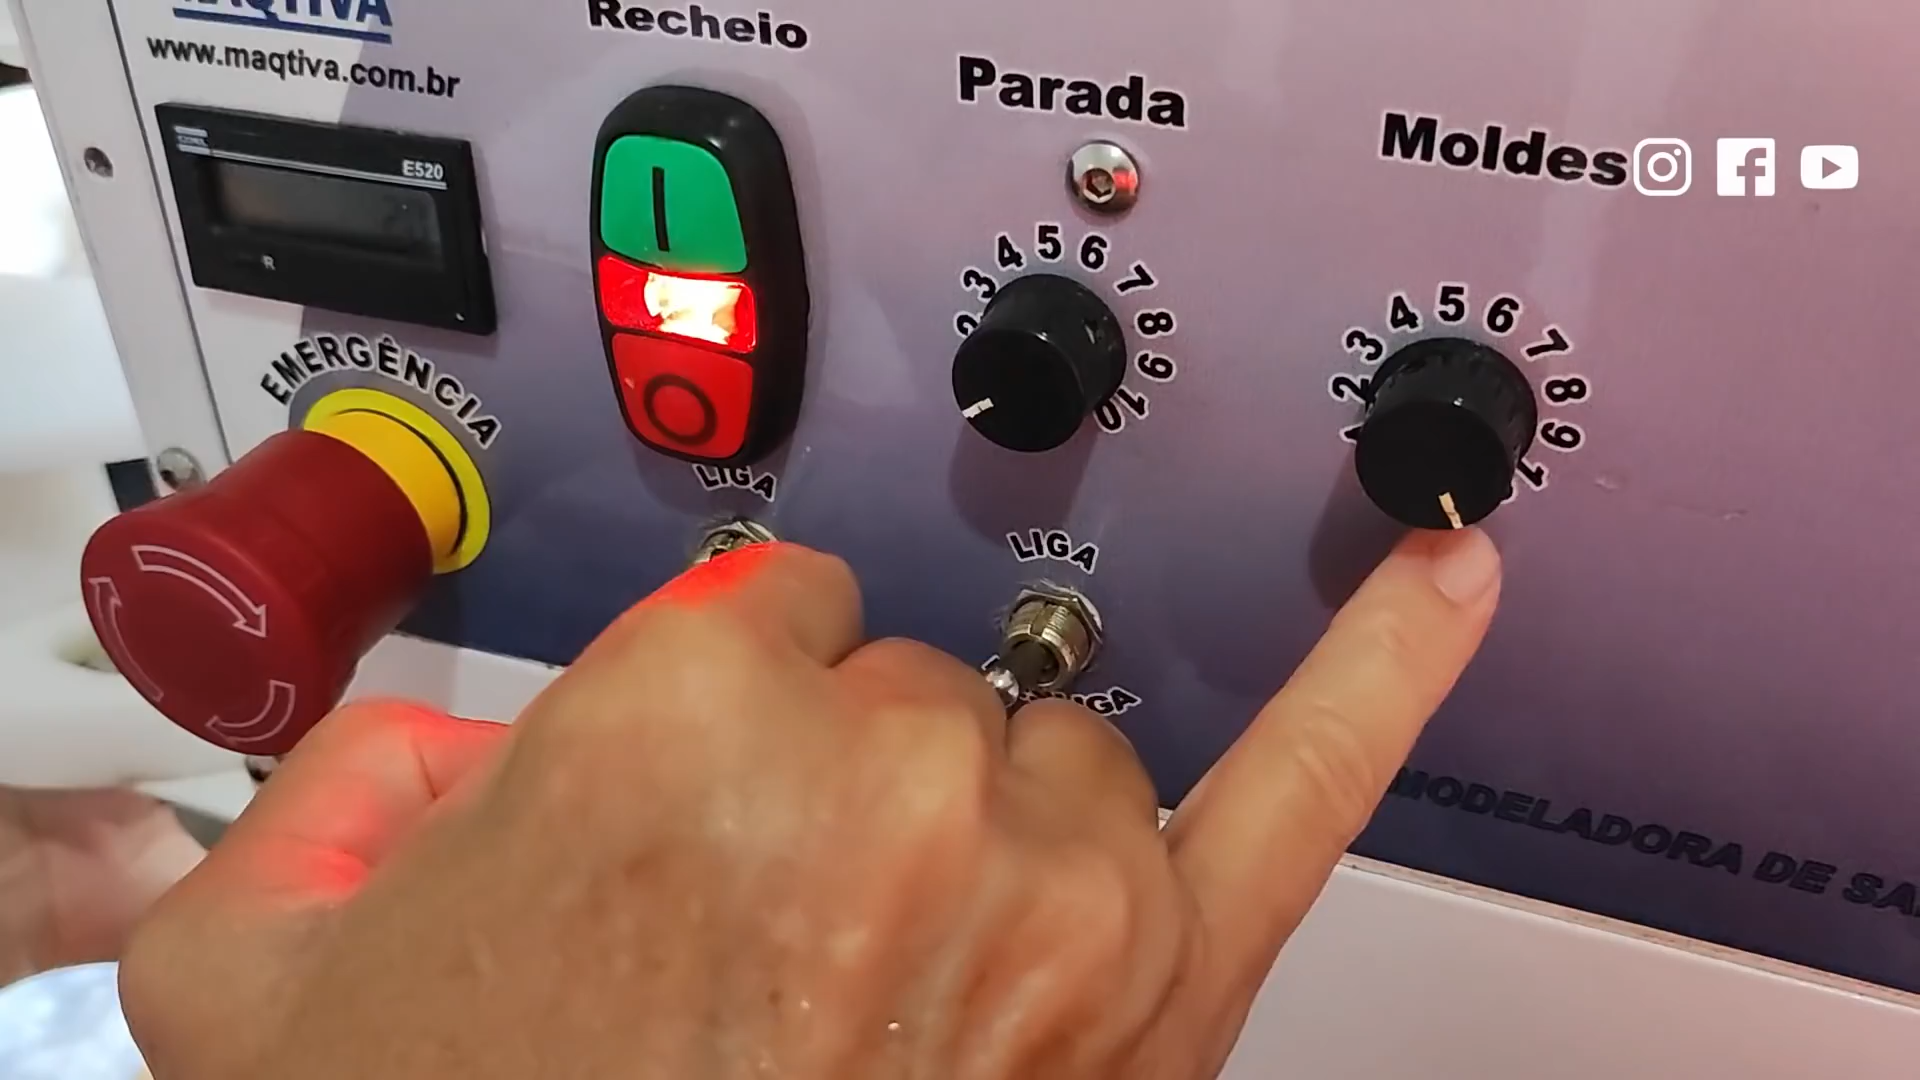 MAQTIVA
www.maqtiva.com.br
Recheio
Parada
Moldes
E520
R
EMERGÊNCIA
2 3 4 5 6 7 8 9 10
2 3 4 5 6 7 8 9
LIGA
LIGA
MODELADORA DE